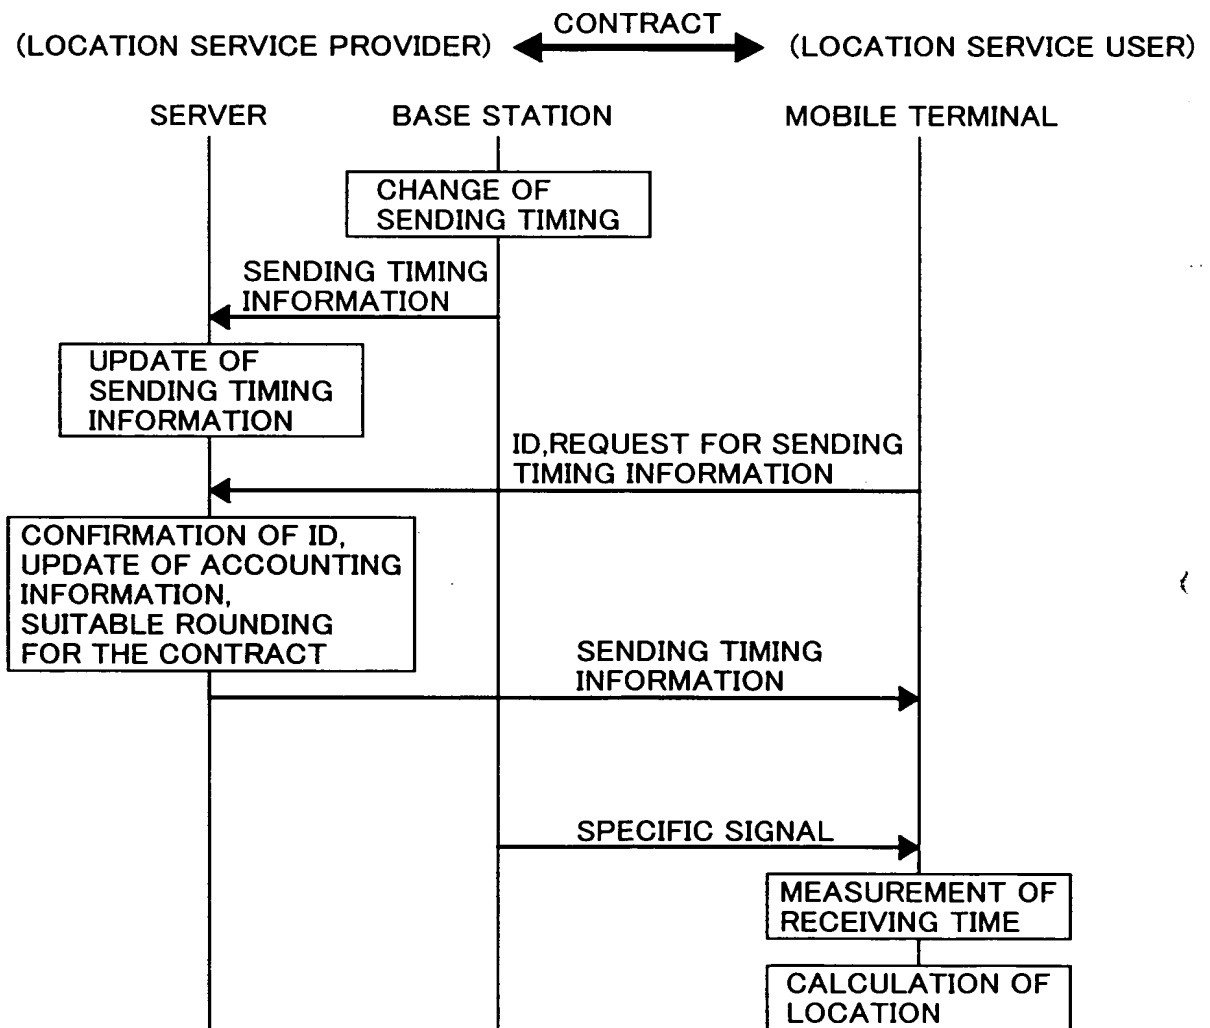 CONTRACT
(LOCATION SERVICE PROVIDER)
(LOCATION SERVICE USER)
SERVER
BASE STATION
MOBILE TERMINAL
CHANGE OF
SENDING TIMING
SENDING TIMING
INFORMATION
UPDATE OF
SENDING TIMING
INFORMATION
ID,REQUEST FOR SENDING
TIMING INFORMATION
CONFIRMATION OF ID,
UPDATE OF ACCOUNTING
INFORMATION,
SUITABLE ROUNDING
FOR THE CONTRACT
SENDING TIMING
INFORMATION
SPECIFIC SIGNAL
MEASUREMENT OF
RECEIVING TIME
CALCULATION OF
LOCATION